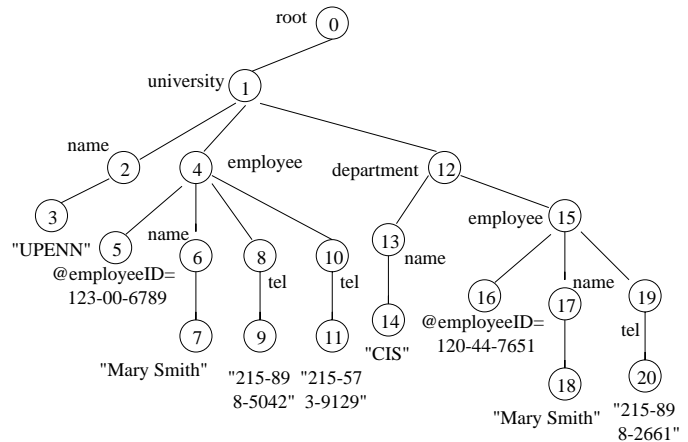 root 0
university 1
name 2
4 employee
department 12
3
"UPENN"
5
@employeeID=
123-00-6789
name
6
8
tel
10
tel
13
name
employee 15
16
@employeeID=
120-44-7651
name
17
19
tel
7
"Mary Smith"
9
"215-89
8-5042"
11
"215-57
3-9129"
14
"CIS"
18
"Mary Smith"
20
"215-89
8-2661"